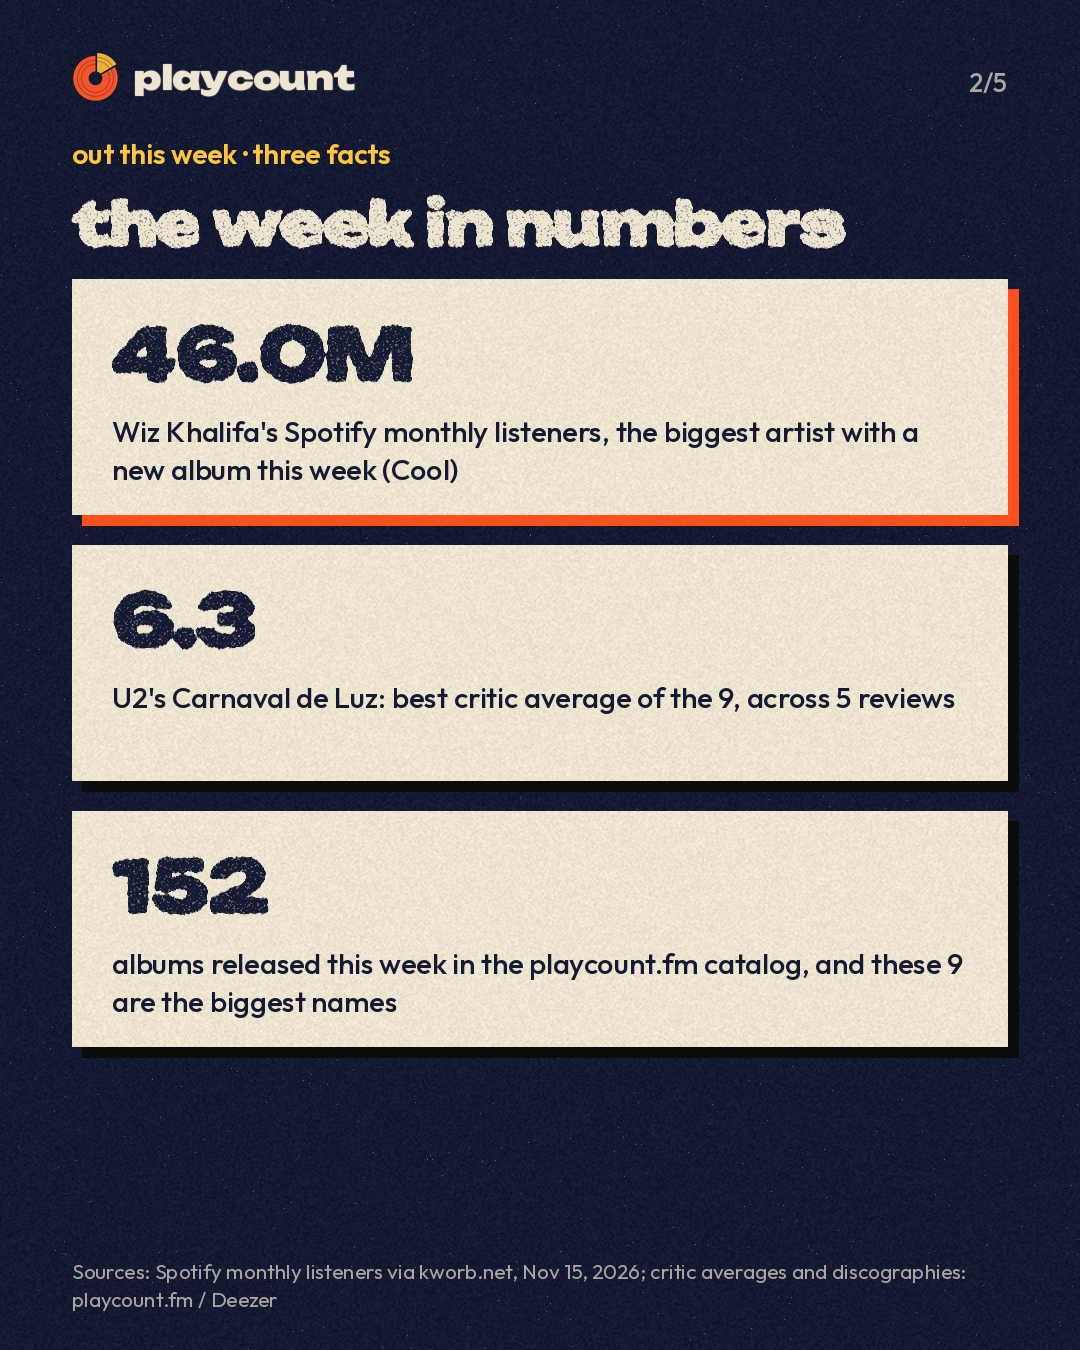 playcount
2/5
out this week · three facts
the week in numbers
46.0M
Wiz Khalifa's Spotify monthly listeners, the biggest artist with a
new album this week (Cool)
6.3
U2's Carnaval de Luz: best critic average of the 9, across 5 reviews
152
albums released this week in the playcount.fm catalog, and these 9
are the biggest names
Sources: Spotify monthly listeners via kworb.net, Nov 15, 2026; critic averages and discographies:
playcount.fm / Deezer